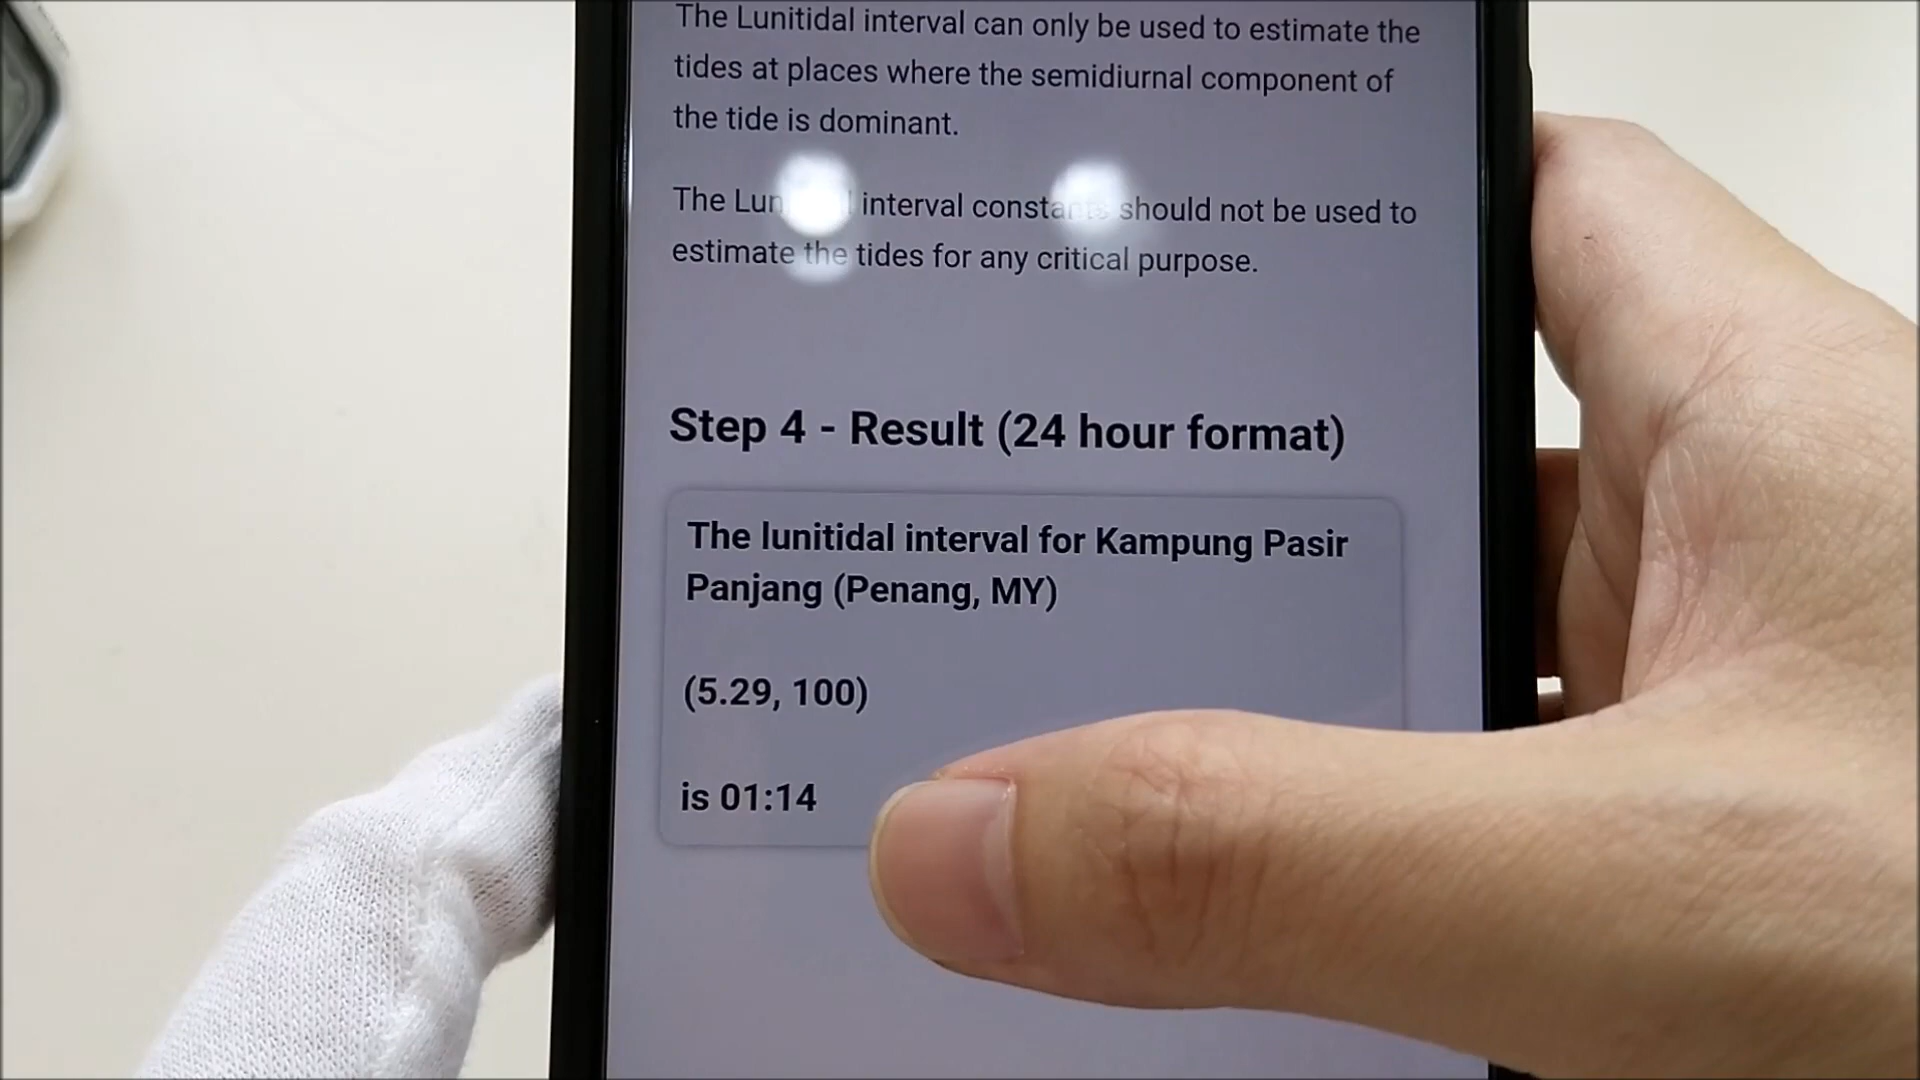 The Lunitidal interval can only be used to estimate the
tides at places where the semidiurnal component of
the tide is dominant.
The interval should not be used to
estimate the tides for any critical purpose.
Step 4 - Result (24 hour format)
The lunitidal interval for Kampung Pasir
Panjang (Penang, MY)
(5.29, 100)
is 01:14